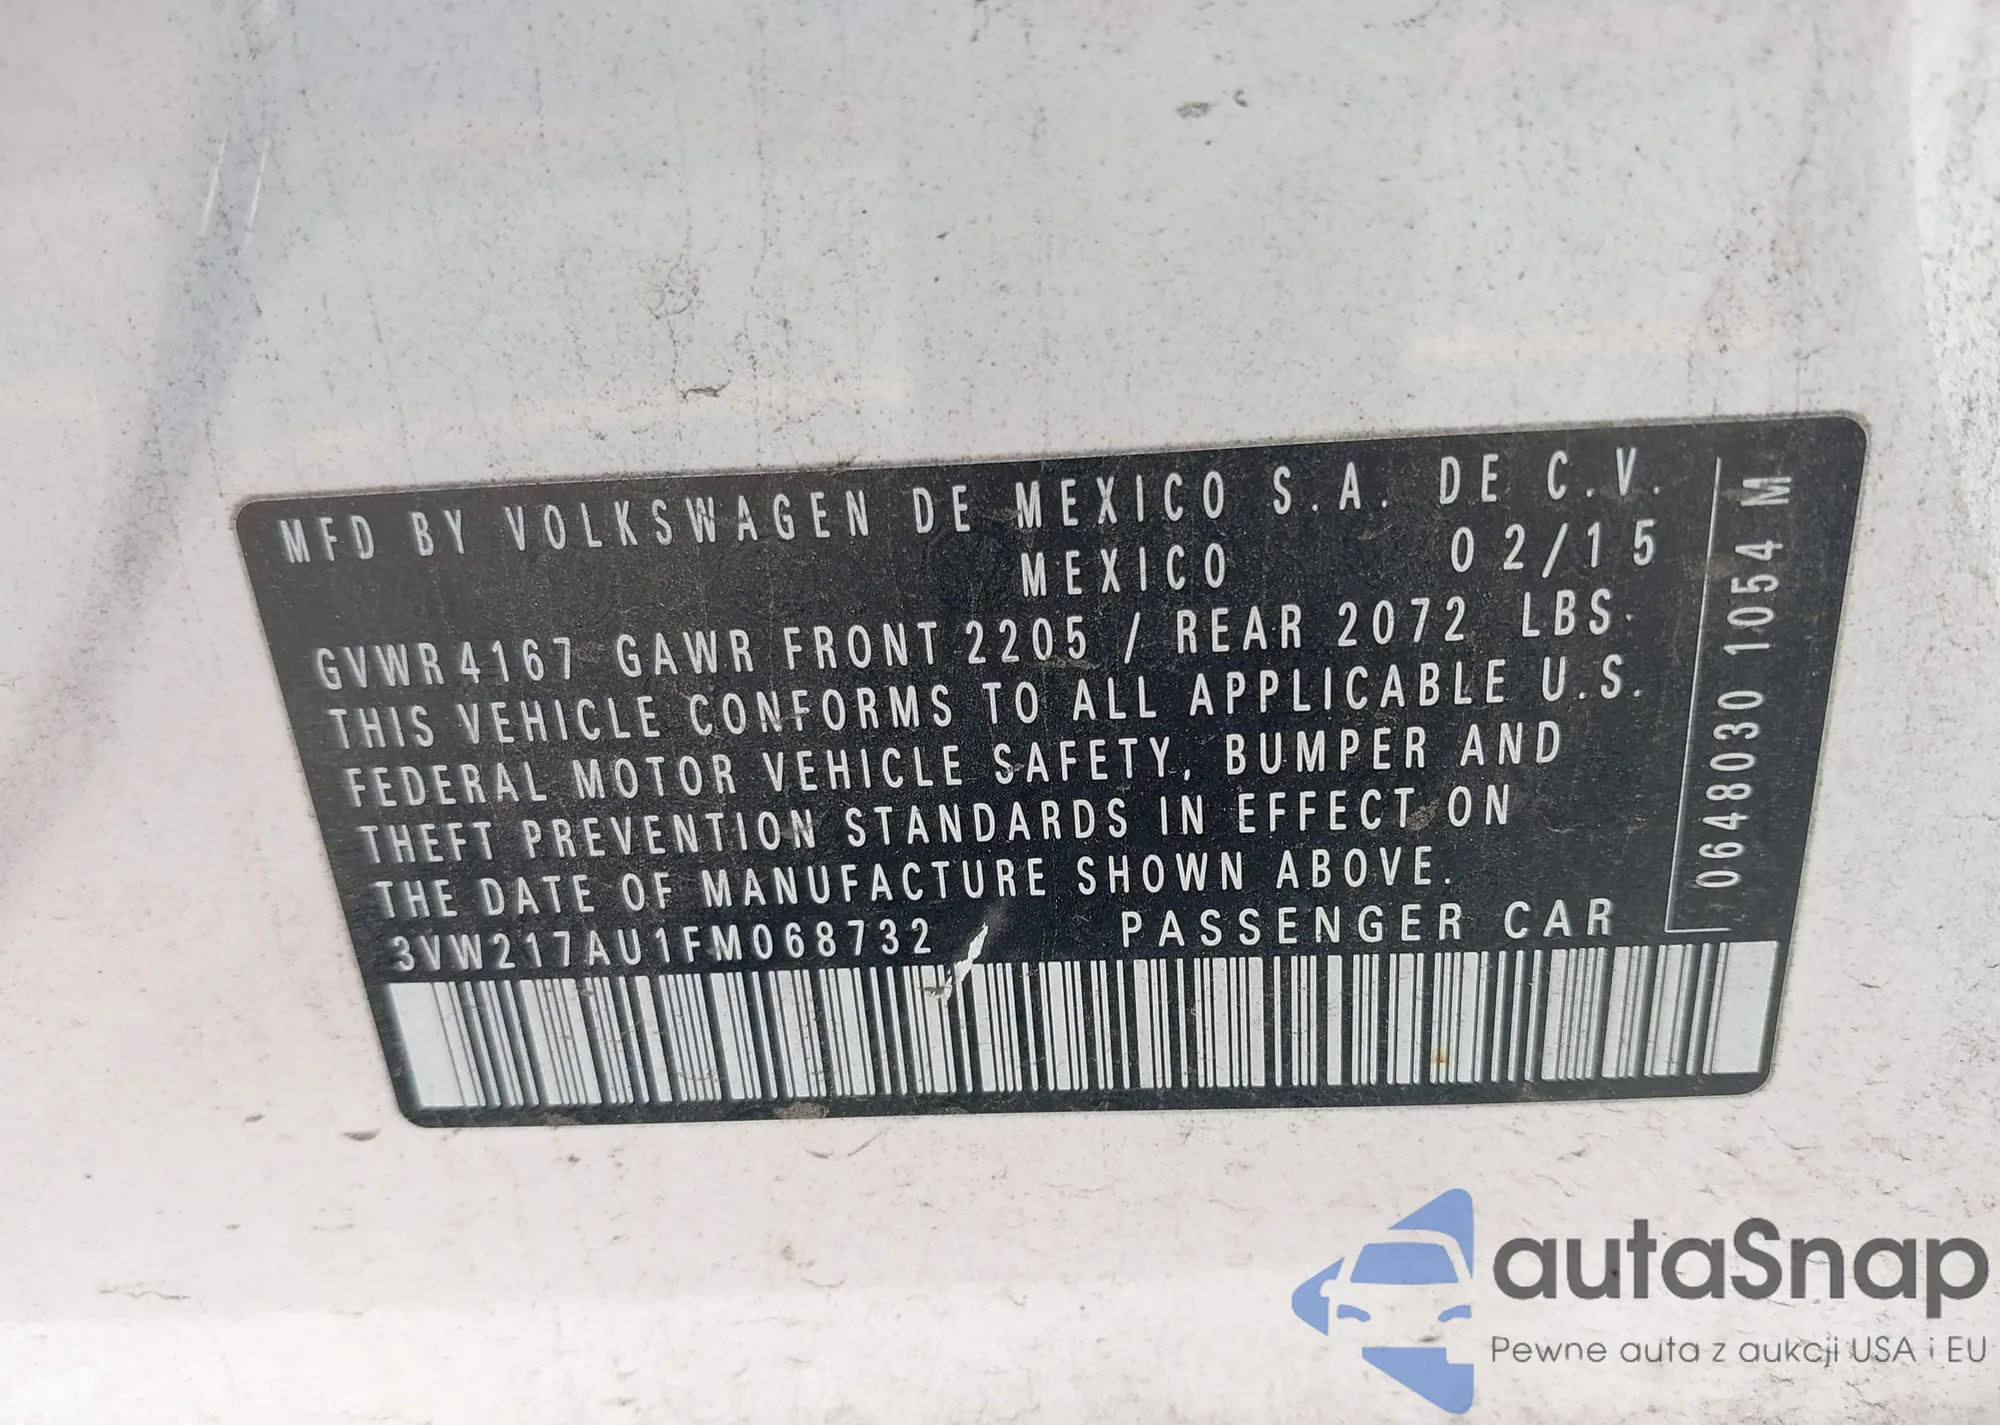 MFD BY VOLKSWAGEN DE MEXICO S.A. DE C.V.
MEXICO 02/15
GVWR 4167 GAWR FRONT 2205 / REAR 2072 LBS.
THIS VEHICLE CONFORMS TO ALL APPLICABLE U.S.
FEDERAL MOTOR VEHICLE SAFETY, BUMPER AND
THEFT PREVENTION STANDARDS IN EFFECT ON
THE DATE OF MANUFACTURE SHOWN ABOVE.
3VW217AU1FM068732 PASSENGER CAR
0648030 1054 M
autaSnap
Pewne auta z aukcji USA i EU